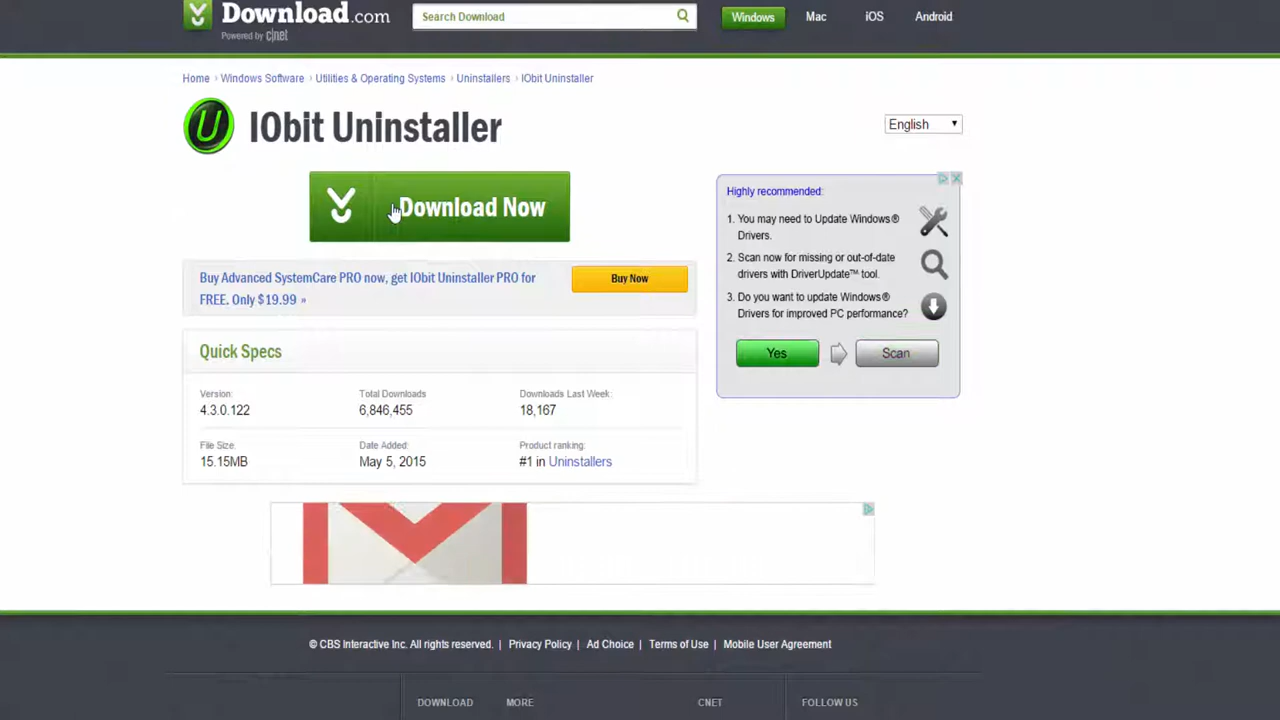 Download.com
Powered by c|net
Search Download
Windows
Mac
iOS
Android
Home › Windows Software › Utilities & Operating Systems › Uninstallers › IObit Uninstaller
U
IObit Uninstaller
English
Download Now
Highly recommended:
1. You may need to Update Windows®
Drivers.
2. Scan now for missing or out-of-date
drivers with DriverUpdate™ tool.
3. Do you want to update Windows®
Drivers for improved PC performance?
Yes
Scan
Buy Advanced SystemCare PRO now, get IObit Uninstaller PRO for
FREE. Only $19.99 »
Buy Now
Quick Specs
Version:
4.3.0.122
Total Downloads
6,846,455
Downloads Last Week:
18,167
File Size:
15.15MB
Date Added:
May 5, 2015
Product ranking:
#1 in Uninstallers
© CBS Interactive Inc. All rights reserved. | Privacy Policy | Ad Choice | Terms of Use | Mobile User Agreement
DOWNLOAD
MORE
CNET
FOLLOW US